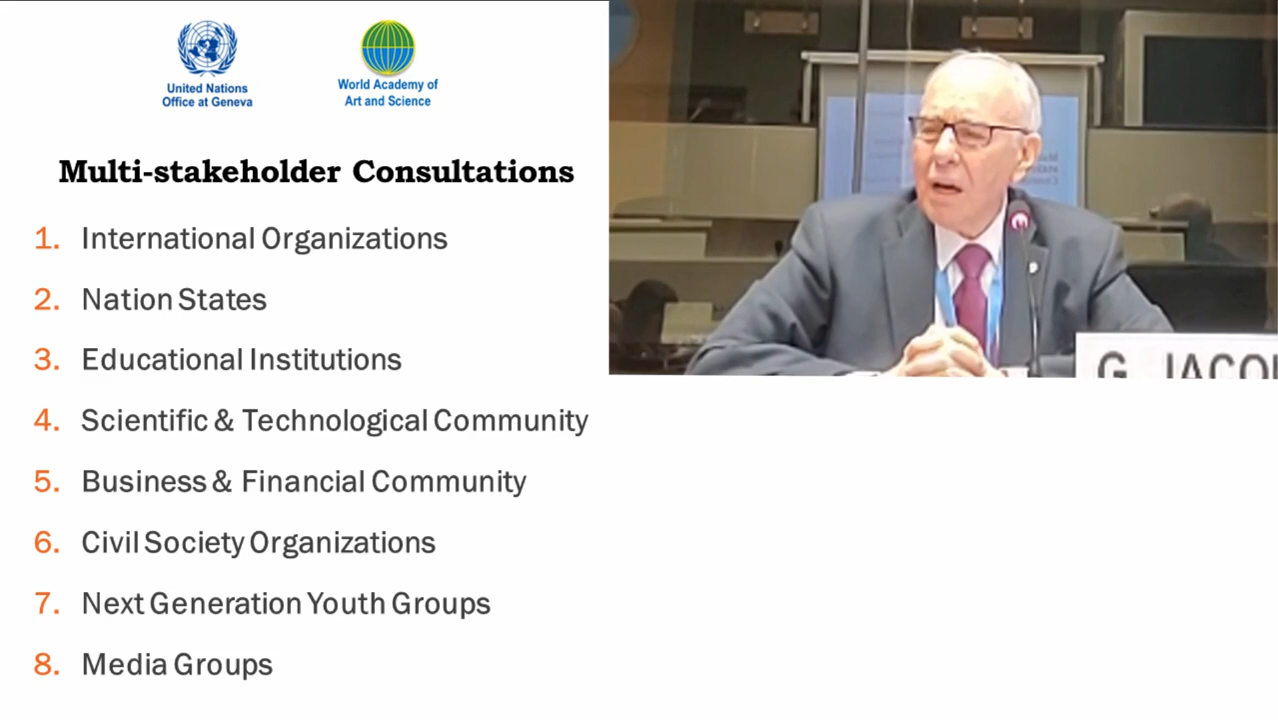 United Nations
Office at Geneva
World Academy of
Art and Science
Multi-stakeholder Consultations
1. International Organizations
2. Nation States
3. Educational Institutions
4. Scientific & Technological Community
5. Business & Financial Community
6. Civil Society Organizations
7. Next Generation Youth Groups
8. Media Groups
G. JACO